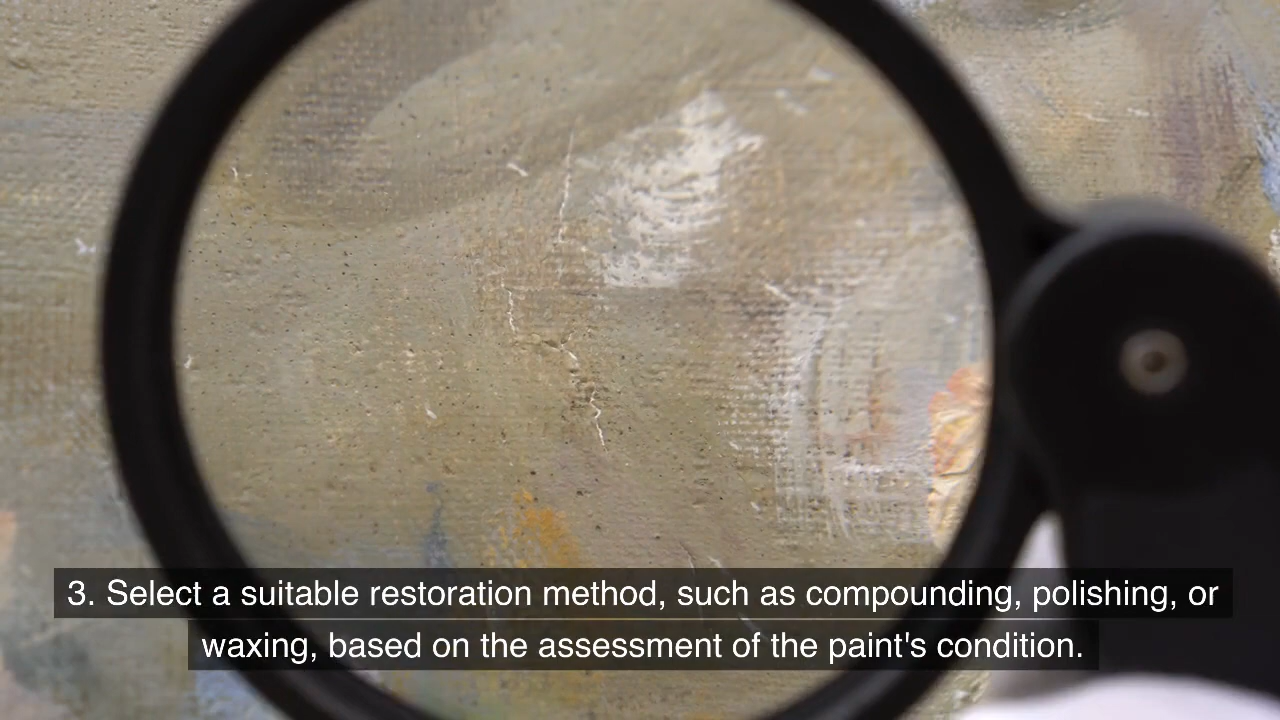 3. Select a suitable restoration method, such as compounding, polishing, or
waxing, based on the assessment of the paint's condition.